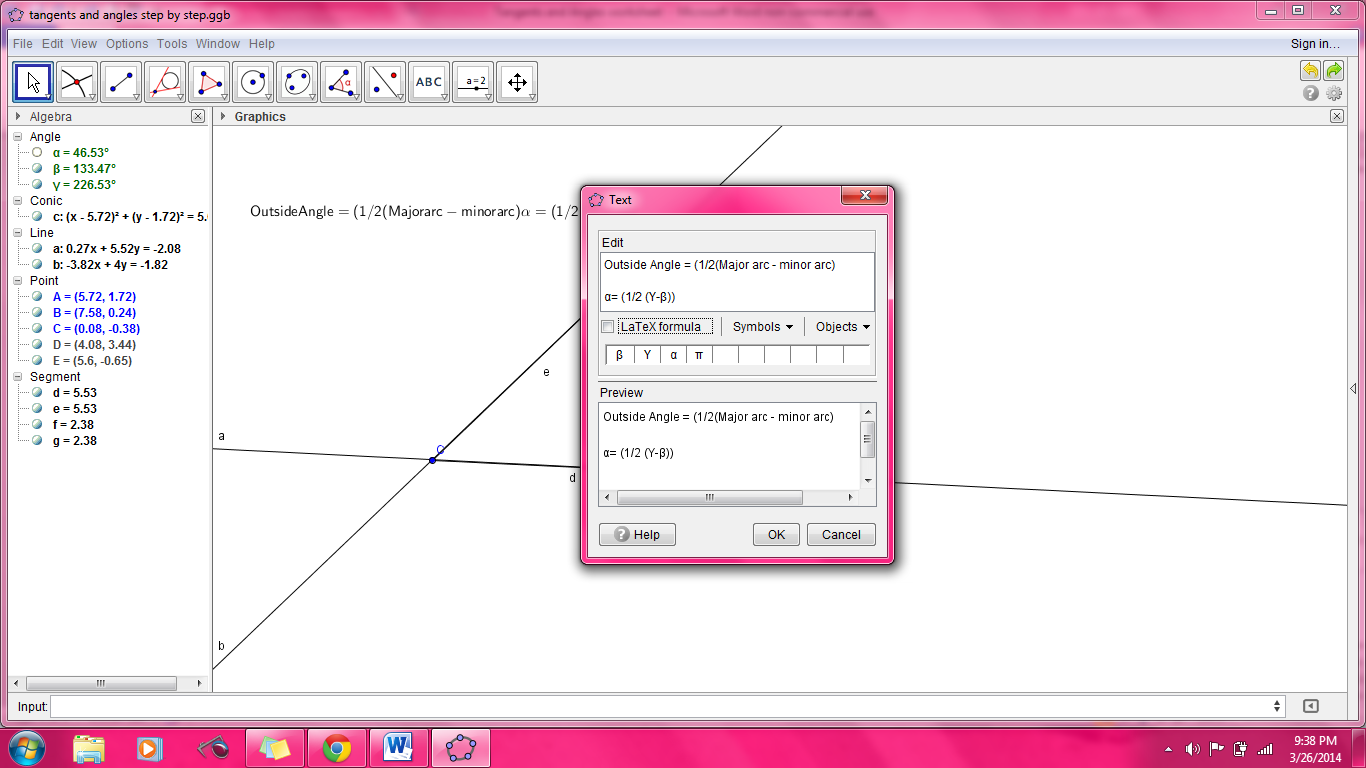 tangents and angles step by step.ggb
File Edit View Options Tools Window Help
Sign in...
ABC
a = 2
α
Algebra
Graphics
Angle
α = 46.53°
β = 133.47°
γ = 226.53°
Conic
c: (x - 5.72)² + (y - 1.72)² = 5.
Line
a: 0.27x + 5.52y = -2.08
b: -3.82x + 4y = -1.82
Point
A = (5.72, 1.72)
B = (7.58, 0.24)
C = (0.08, -0.38)
D = (4.08, 3.44)
E = (5.6, -0.65)
Segment
d = 5.53
e = 5.53
f = 2.38
g = 2.38
OutsideAngle = (1/2(Majorarc − minorarc)α = (1/2
e
a
C
d
b
Text
Edit
Outside Angle = (1/2(Major arc - minor arc)
α= (1/2 (Υ-β))
LaTeX formula
Symbols
Objects
β Υ α π
Preview
Outside Angle = (1/2(Major arc - minor arc)
α= (1/2 (Υ-β))
? Help
OK
Cancel
Input:
9:38 PM
3/26/2014